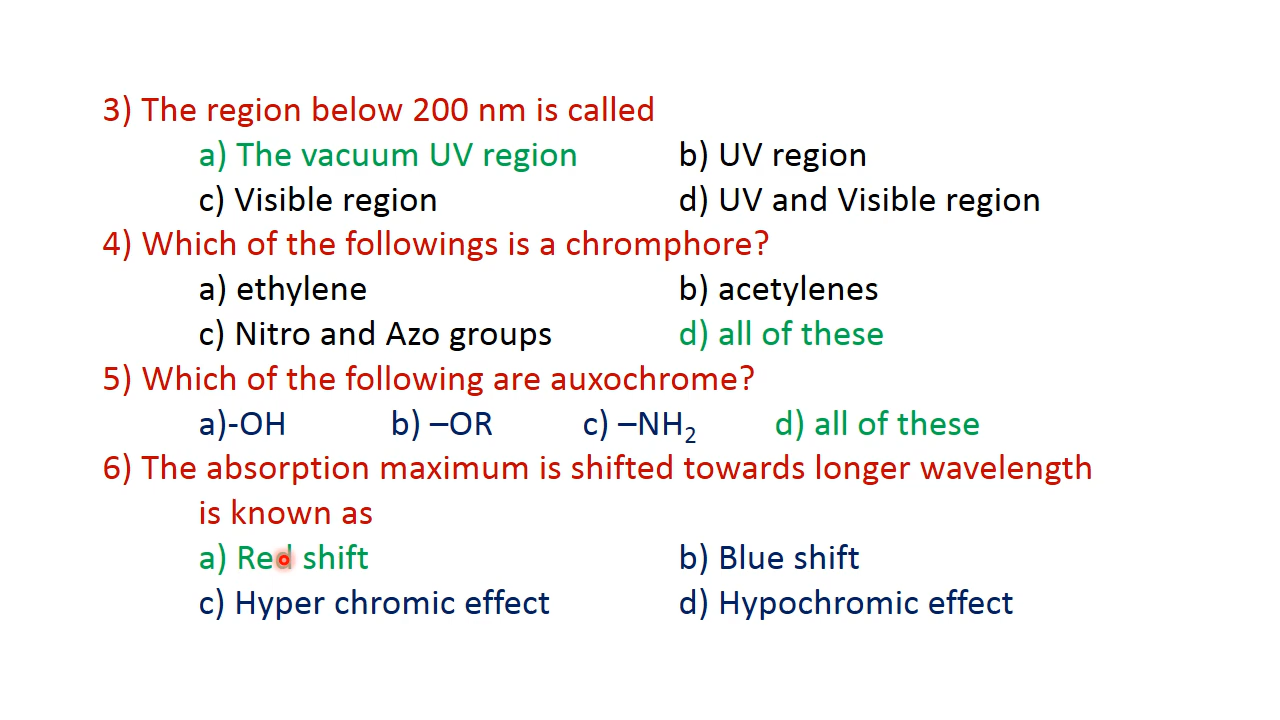 3) The region below 200 nm is called
a) The vacuum UV region b) UV region
c) Visible region d) UV and Visible region
4) Which of the followings is a chromphore?
a) ethylene b) acetylenes
c) Nitro and Azo groups d) all of these
5) Which of the following are auxochrome?
a)-OH b) –OR c) –NH₂ d) all of these
6) The absorption maximum is shifted towards longer wavelength
is known as
a) Red shift b) Blue shift
c) Hyper chromic effect d) Hypochromic effect